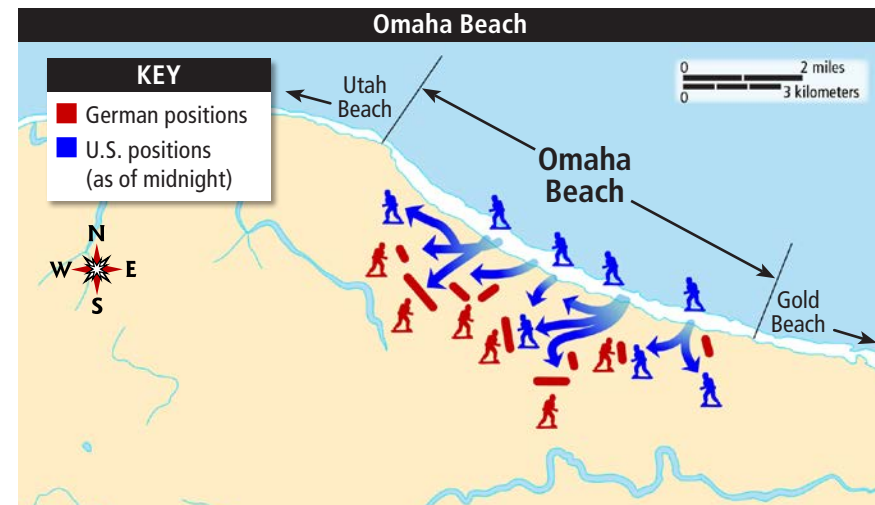 Omaha Beach
KEY
German positions
U.S. positions
(as of midnight)
Utah
Beach
0
2 miles
0
3 kilometers
Omaha
Beach
N
W
E
S
Gold
Beach